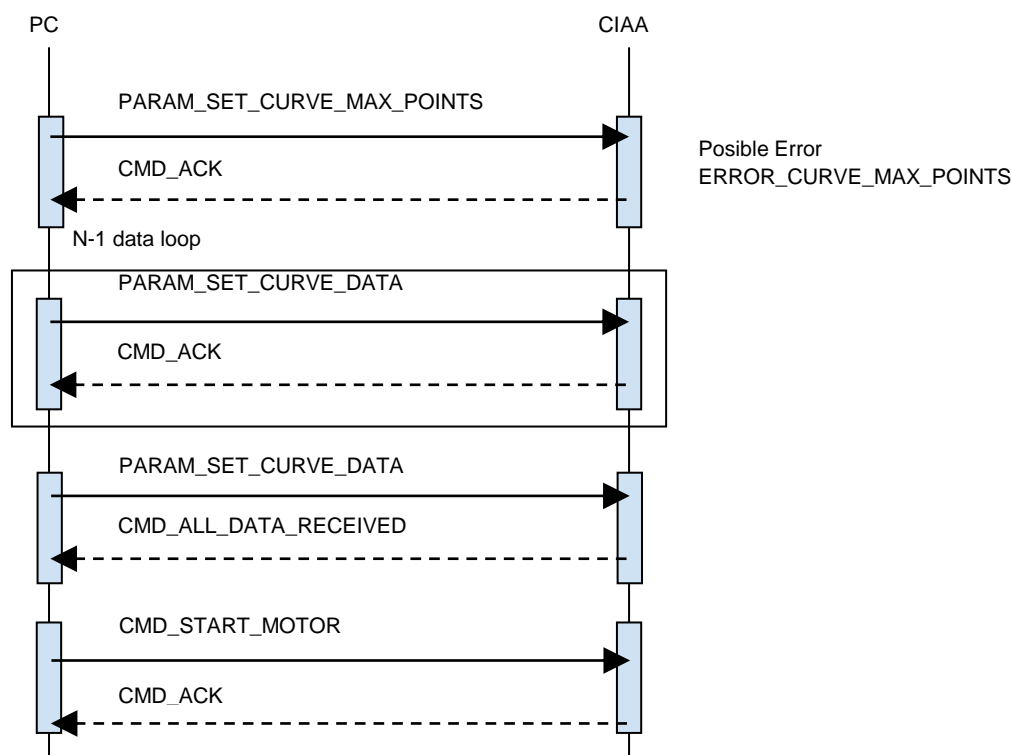 PC
CIAA
PARAM_SET_CURVE_MAX_POINTS
Posible Error
ERROR_CURVE_MAX_POINTS
CMD_ACK
N-1 data loop
PARAM_SET_CURVE_DATA
CMD_ACK
PARAM_SET_CURVE_DATA
CMD_ALL_DATA_RECEIVED
CMD_START_MOTOR
CMD_ACK